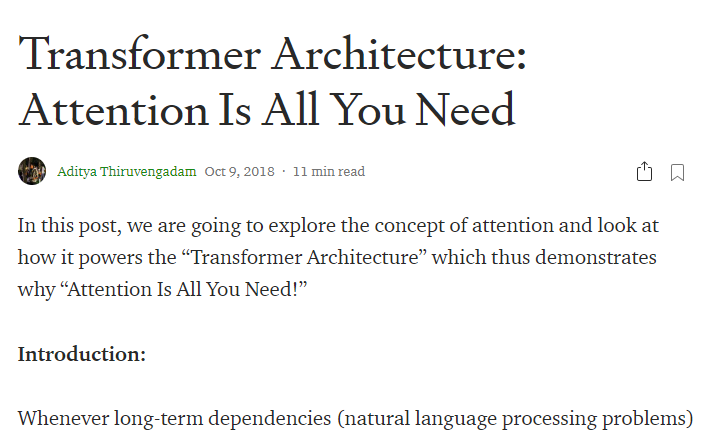 Transformer Architecture:
Attention Is All You Need
Aditya Thiruvengadam Oct 9, 2018 · 11 min read
In this post, we are going to explore the concept of attention and look at
how it powers the “Transformer Architecture” which thus demonstrates
why “Attention Is All You Need!”
Introduction:
Whenever long-term dependencies (natural language processing problems)